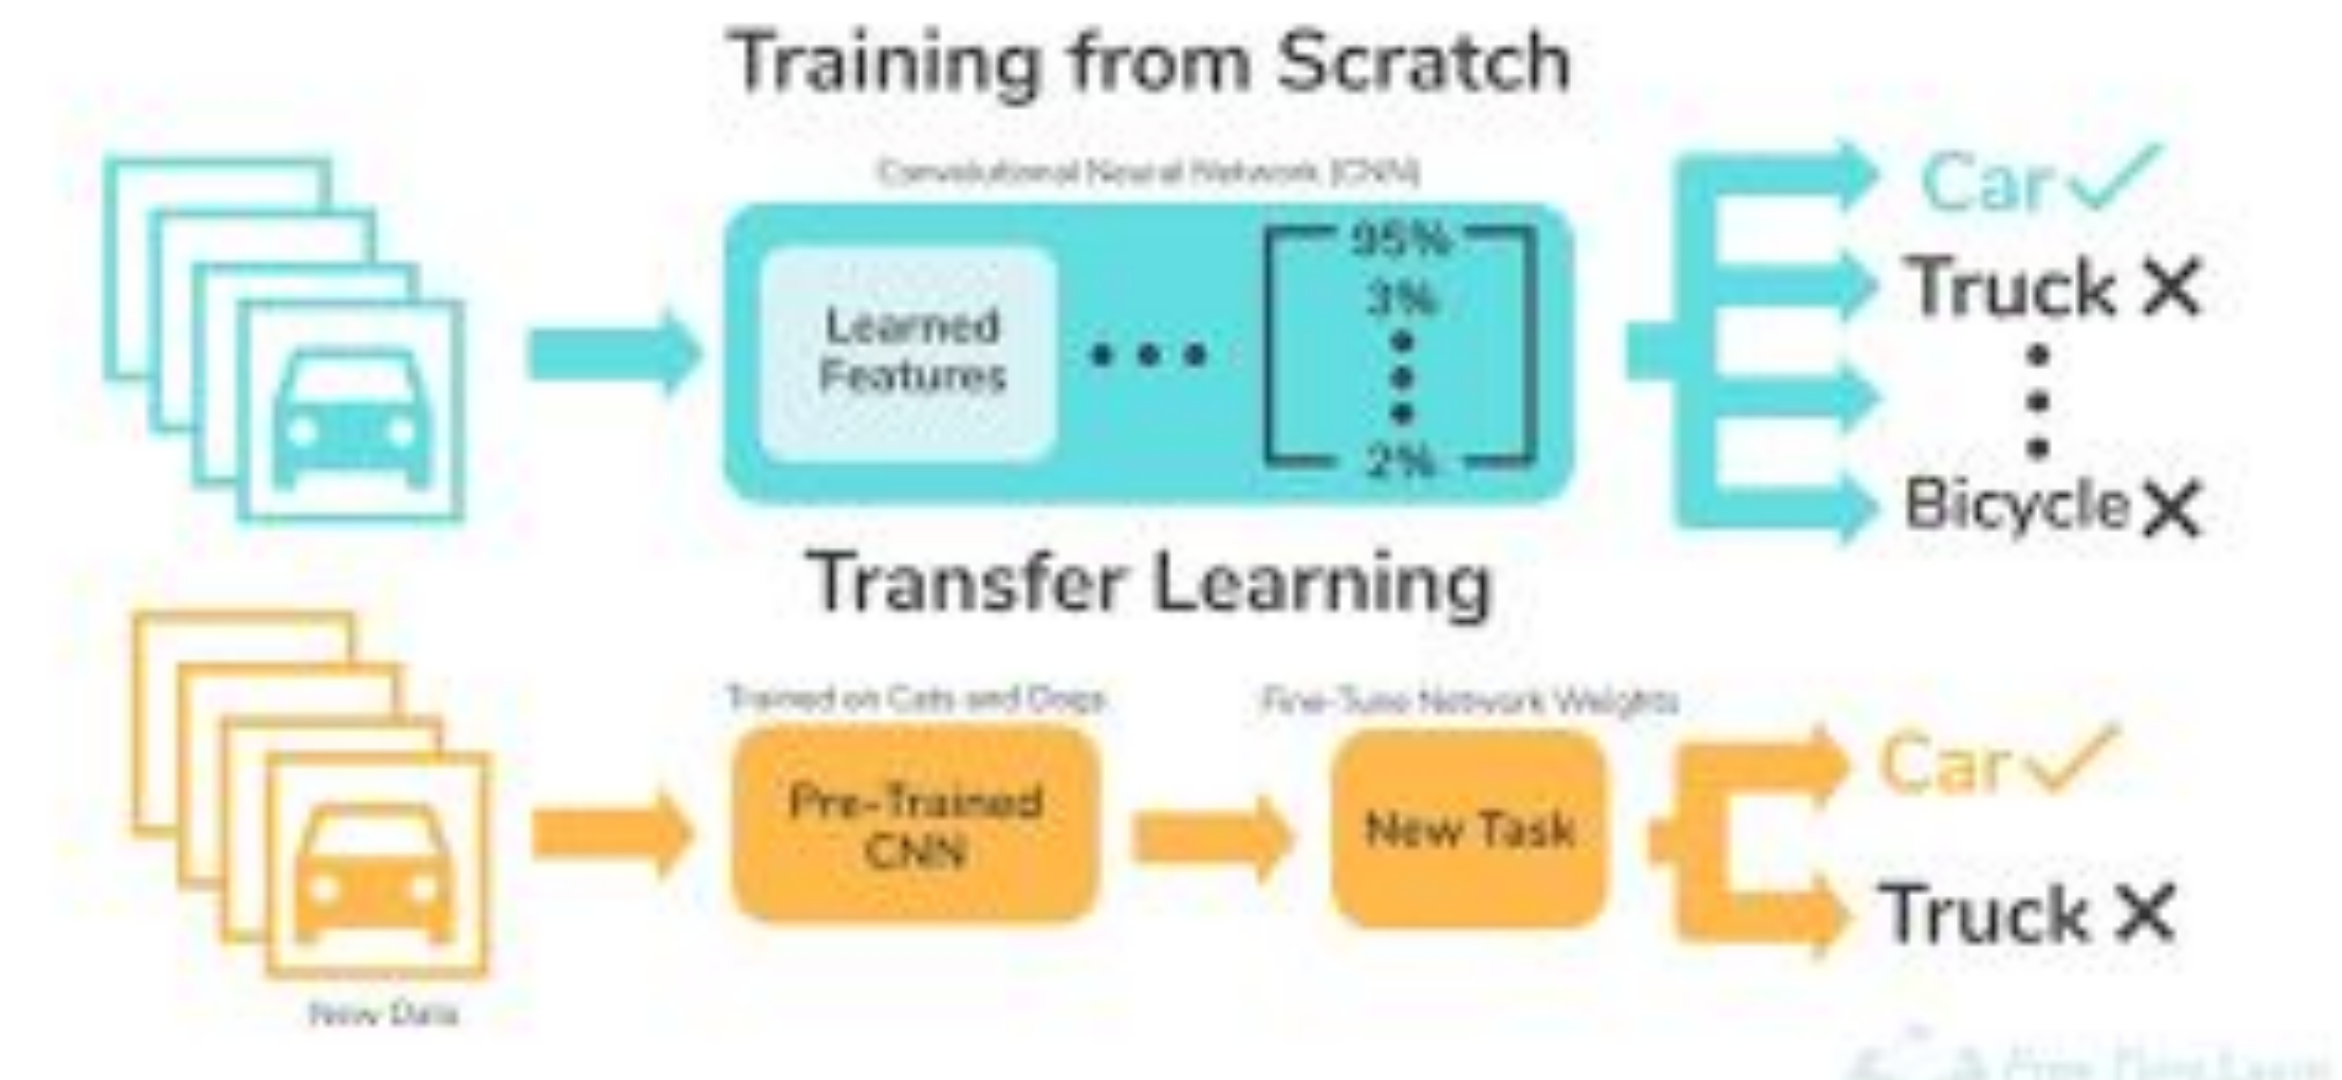 Training from Scratch
Convolutional Neural Network (CNN)
Learned
Features
95%
3%
2%
Car
Truck
Bicycle
Transfer Learning
Trained on Cats and Dogs
Fine-Tune Network Weights
Pre-Trained
CNN
New Task
Car
Truck
New Data